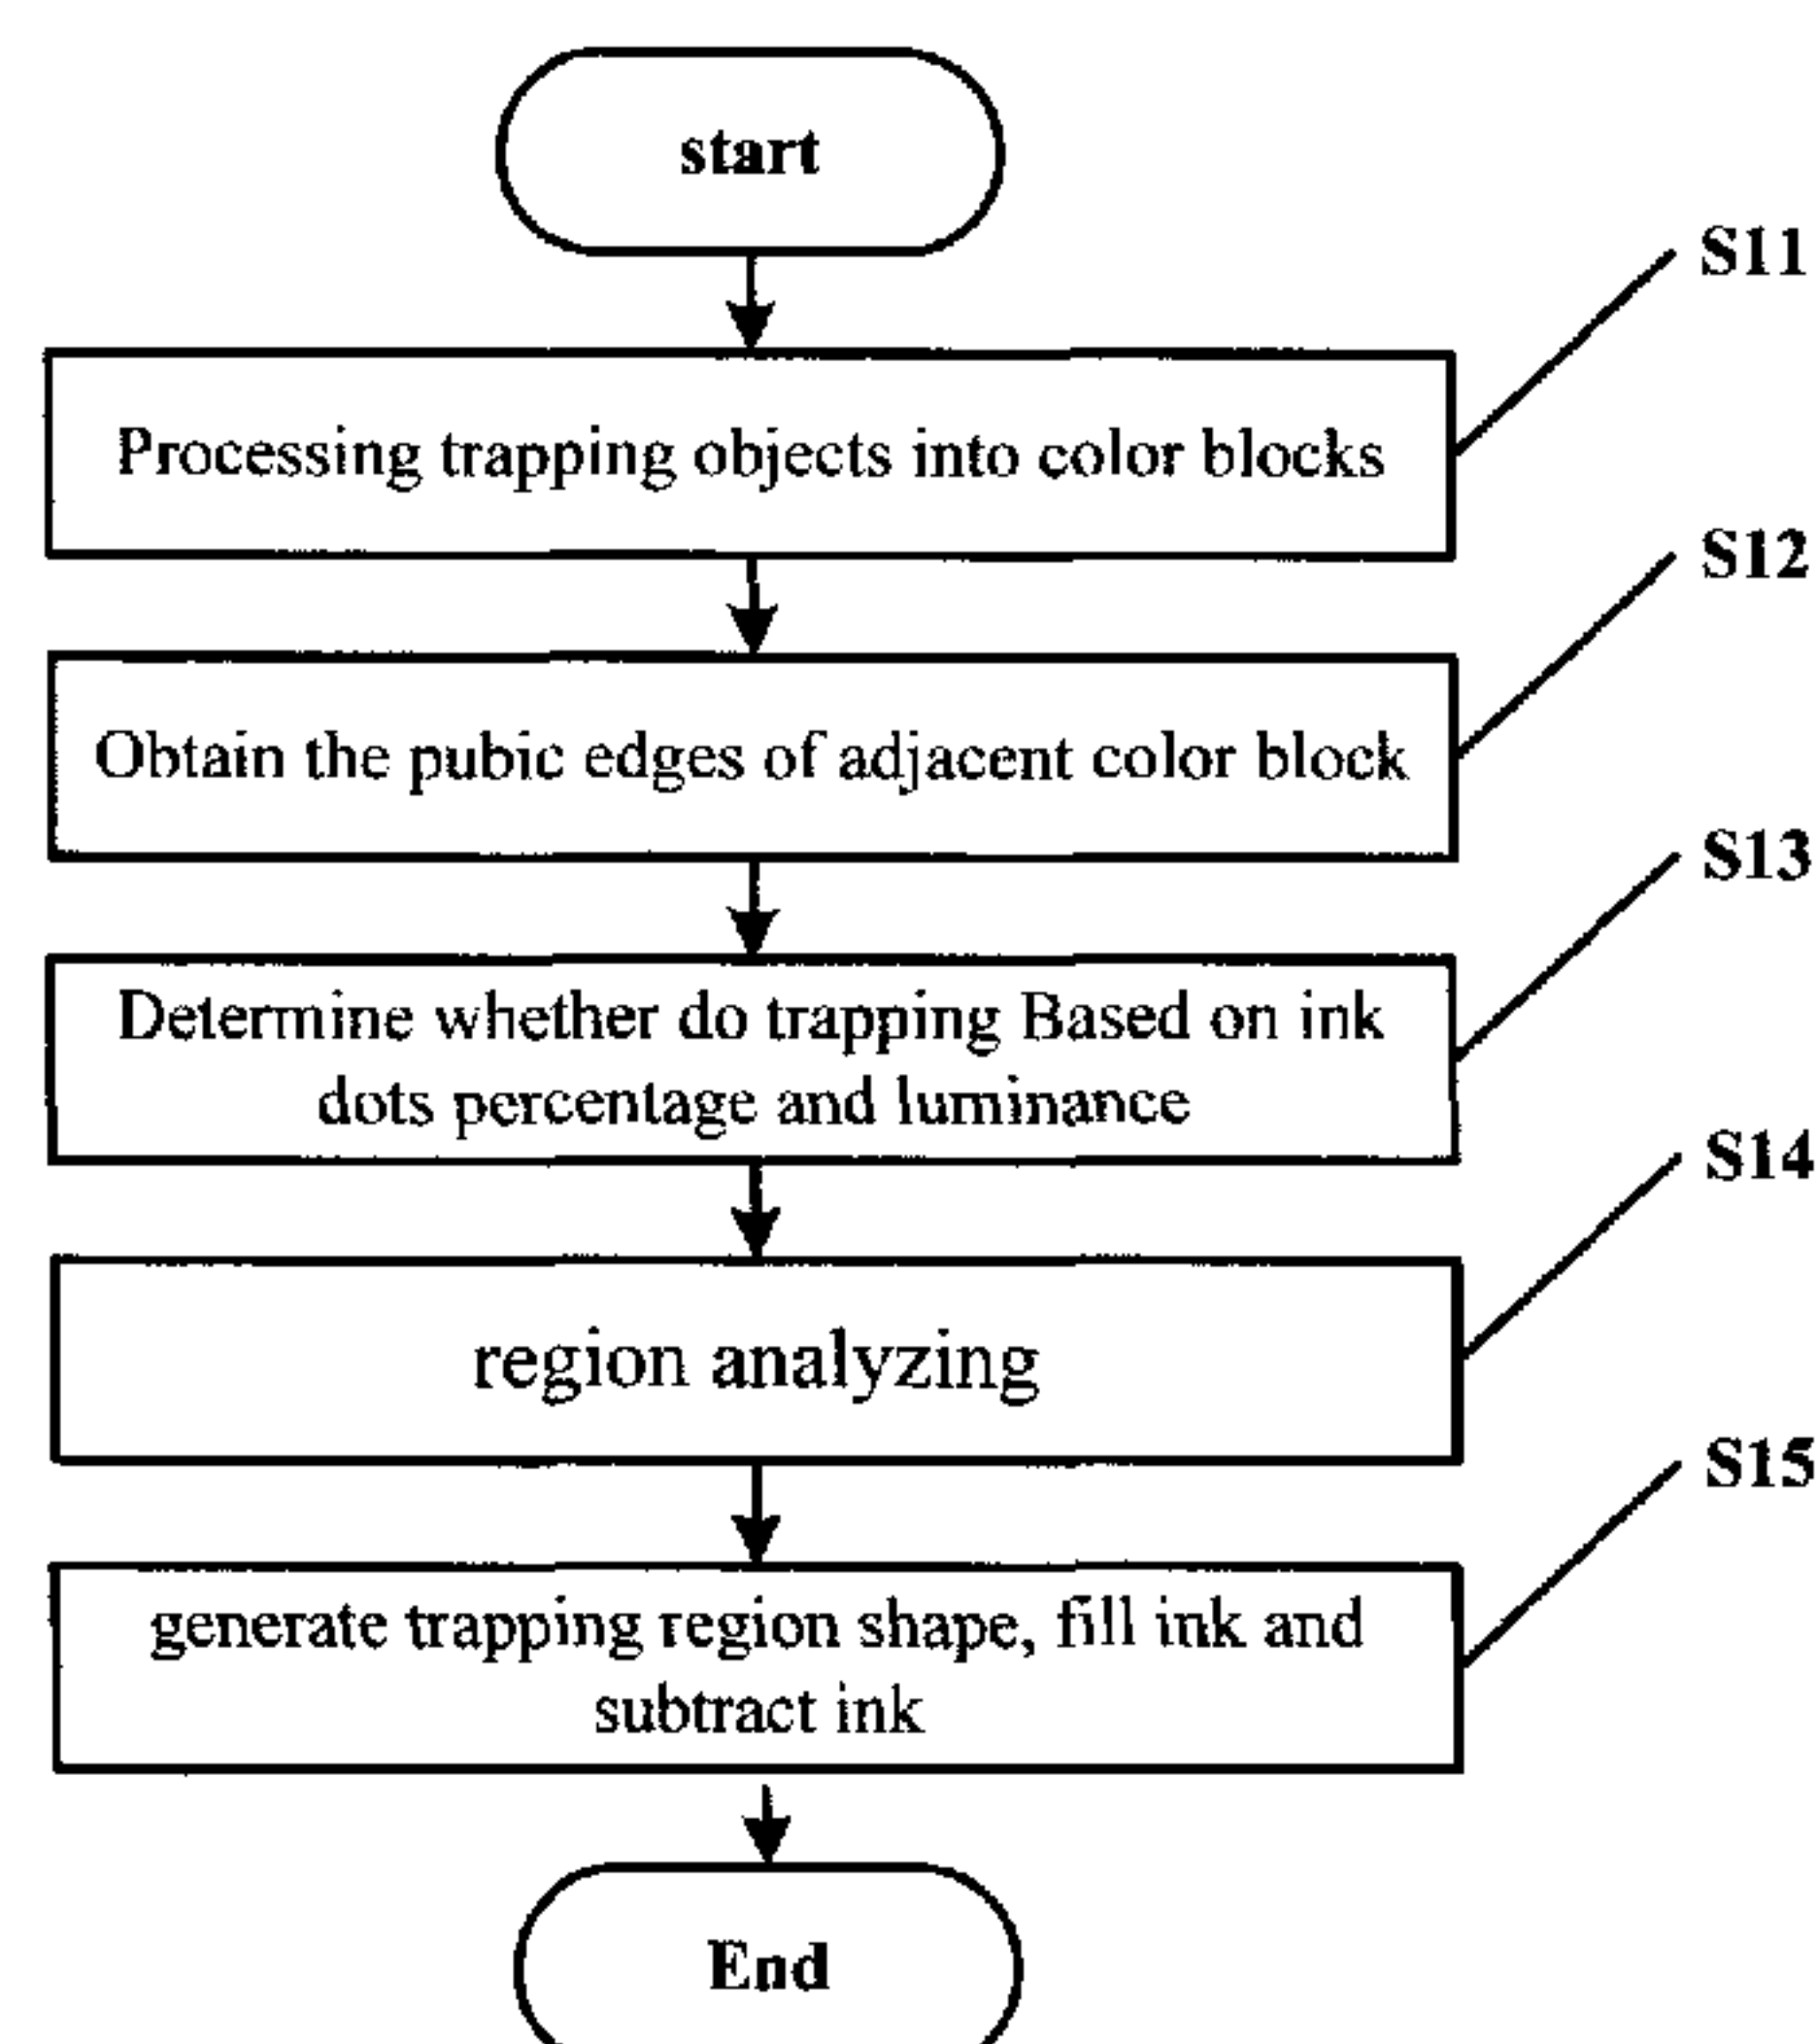 start
S11
Processing trapping objects into color blocks
S12
Obtain the pubic edges of adjacent color block
S13
Determine whether do trapping Based on ink
dots percentage and luminance
S14
region analyzing
S15
generate trapping region shape, fill ink and
subtract ink
End